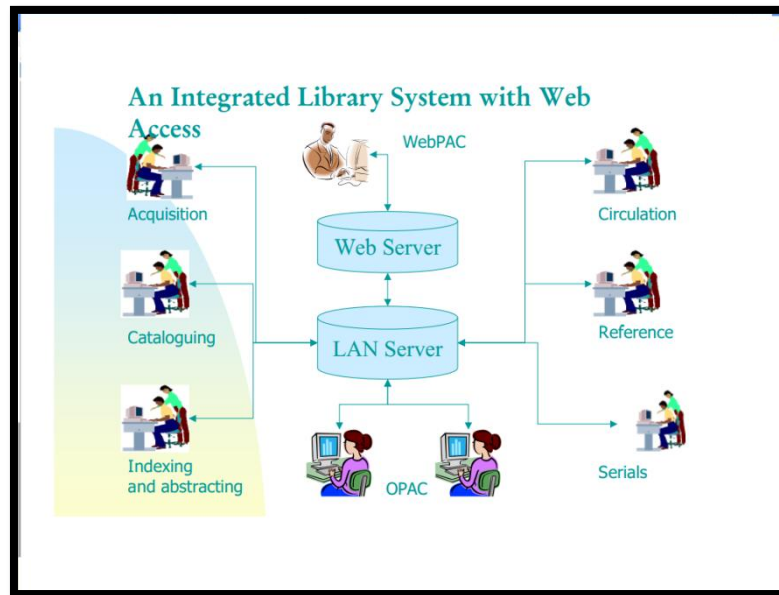 An Integrated Library System with Web
Access
WebPAC
Acquisition
Circulation
Web Server
Cataloguing
Reference
LAN Server
Indexing
and abstracting
OPAC
Serials